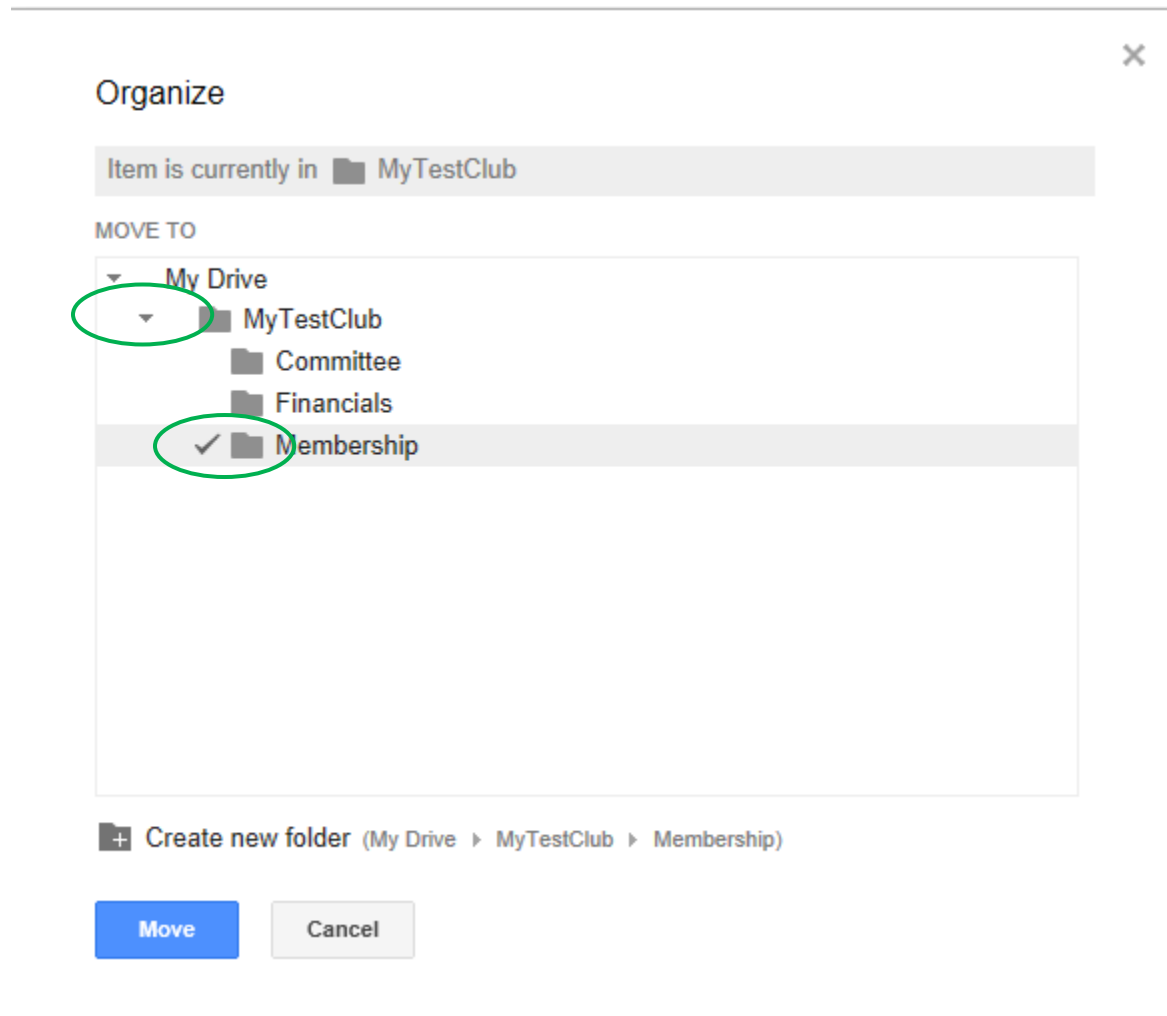 Organize
Item is currently in MyTestClub
MOVE TO
My Drive
MyTestClub
Committee
Financials
Membership
Create new folder (My Drive MyTestClub Membership)
Move Cancel